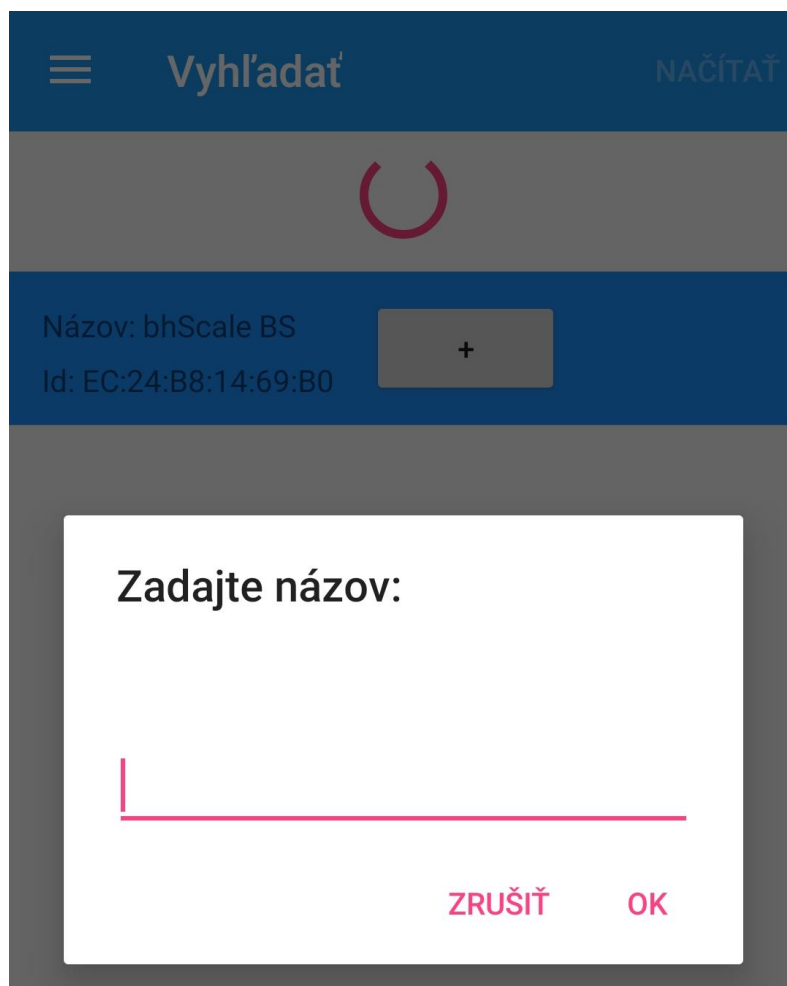 Vyhľadať
NAČÍTAŤ
Názov: bhScale BS
Id: EC:24:B8:14:69:B0
+
Zadajte názov:
ZRUŠIŤ OK